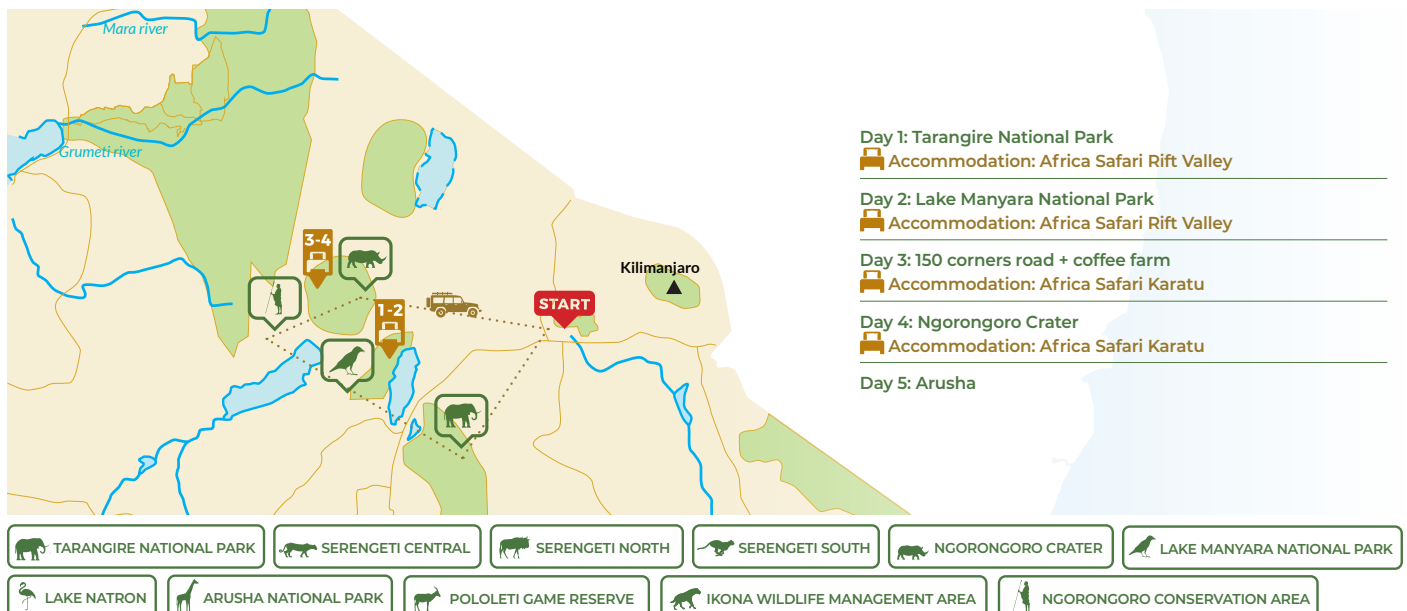 Mara river
Grumeti river
3-4
1-2
START
Kilimanjaro
Day 1: Tarangire National Park
Accommodation: Africa Safari Rift Valley
Day 2: Lake Manyara National Park
Accommodation: Africa Safari Rift Valley
Day 3: 150 corners road + coffee farm
Accommodation: Africa Safari Karatu
Day 4: Ngorongoro Crater
Accommodation: Africa Safari Karatu
Day 5: Arusha
TARANGIRE NATIONAL PARK
SERENGETI CENTRAL
SERENGETI NORTH
SERENGETI SOUTH
NGORONGORO CRATER
LAKE MANYARA NATIONAL PARK
LAKE NATRON
ARUSHA NATIONAL PARK
POLOLETI GAME RESERVE
IKONA WILDLIFE MANAGEMENT AREA
NGORONGORO CONSERVATION AREA